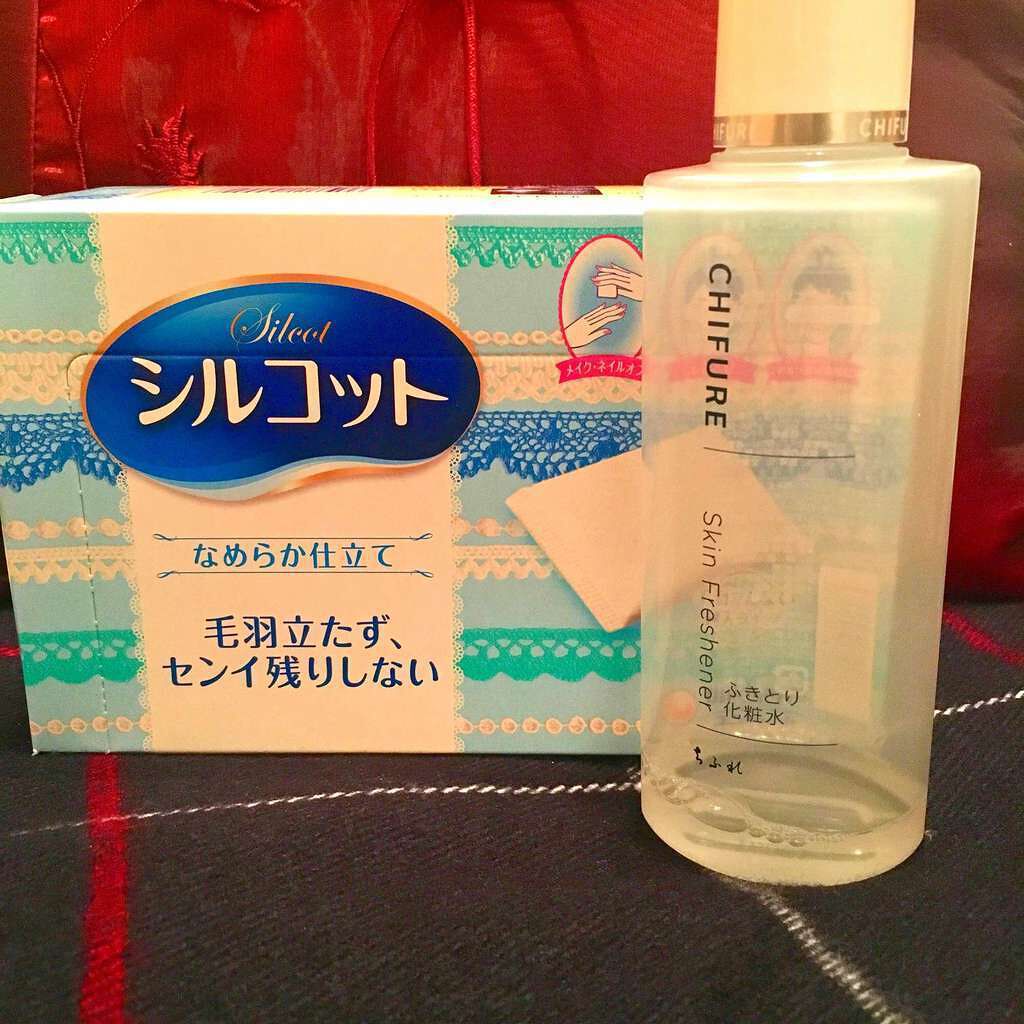 Silcot
シルコット
なめらか仕立て
毛羽立たず、
センイ残りしない
メイク・ネイルオ
CHIFURE
CHIFURE
Skin Freshener
ふきとり
化粧水
ちふれ